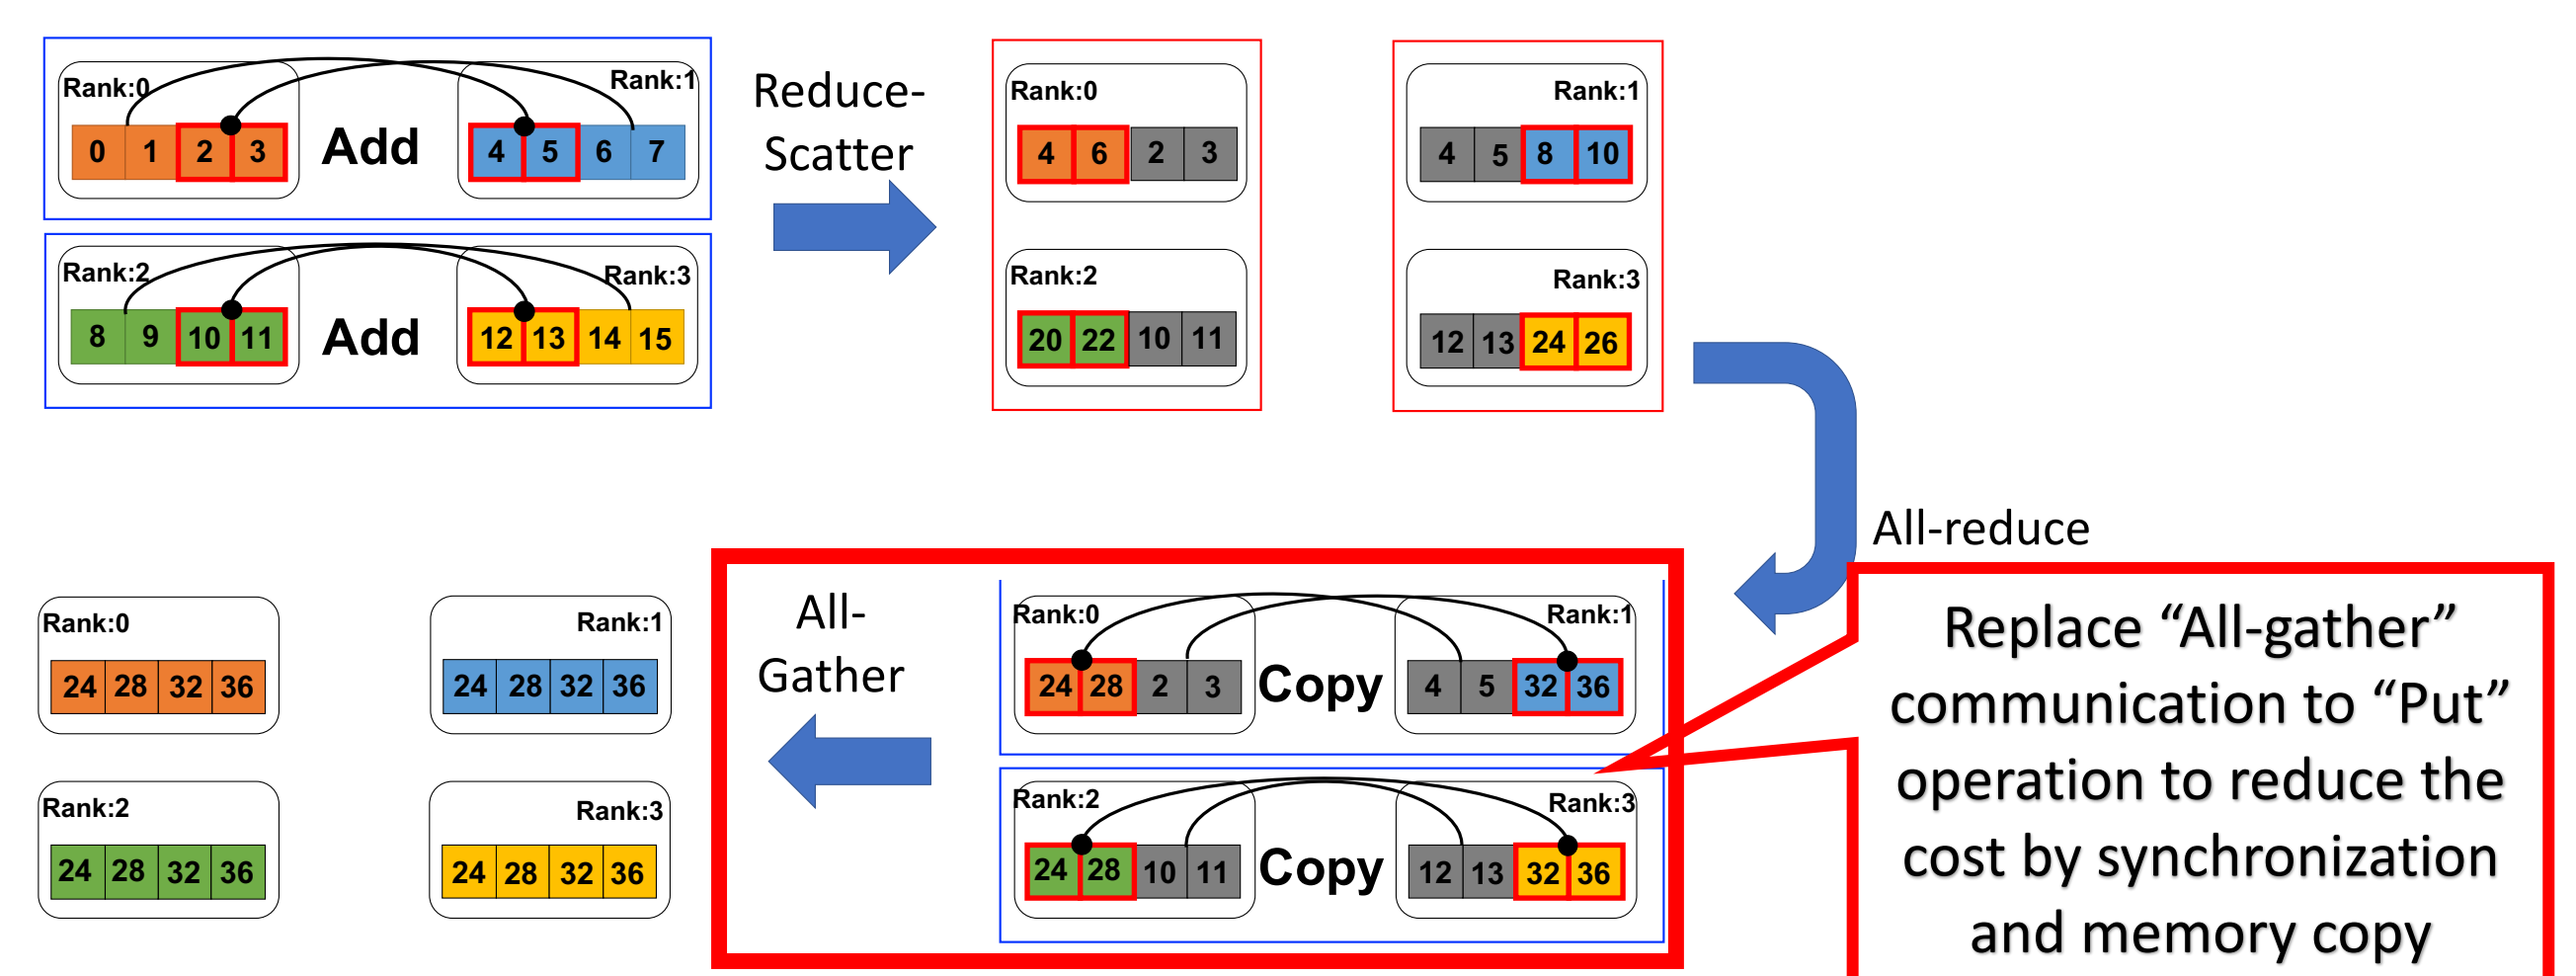 Rank:0
0 1 2 3
Add
Rank:1
4 5 6 7
Rank:2
8 9 10 11
Add
Rank:3
12 13 14 15
Reduce-
Scatter
Rank:0
4 6 2 3
Rank:1
4 5 8 10
Rank:2
20 22 10 11
Rank:3
12 13 24 26
All-reduce
Rank:0
24 28 2 3
Copy
Rank:1
4 5 32 36
Rank:2
24 28 10 11
Copy
Rank:3
12 13 32 36
Replace “All-gather”
communication to “Put”
operation to reduce the
cost by synchronization
and memory copy
All-
Gather
Rank:0
24 28 32 36
Rank:1
24 28 32 36
Rank:2
24 28 32 36
Rank:3
24 28 32 36